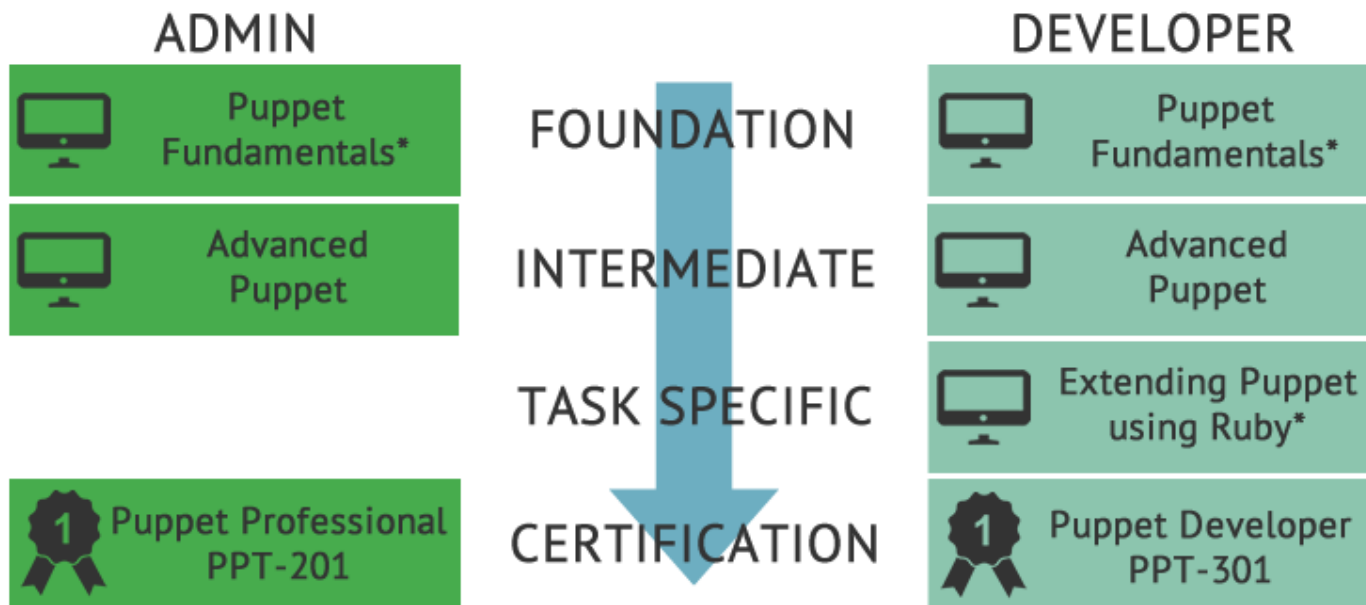 ADMIN
DEVELOPER
Puppet
Fundamentals*
FOUNDATION
Puppet
Fundamentals*
Advanced
Puppet
INTERMEDIATE
Advanced
Puppet
TASK SPECIFIC
Extending Puppet
using Ruby*
1
Puppet Professional
PPT-201
CERTIFICATION
1
Puppet Developer
PPT-301